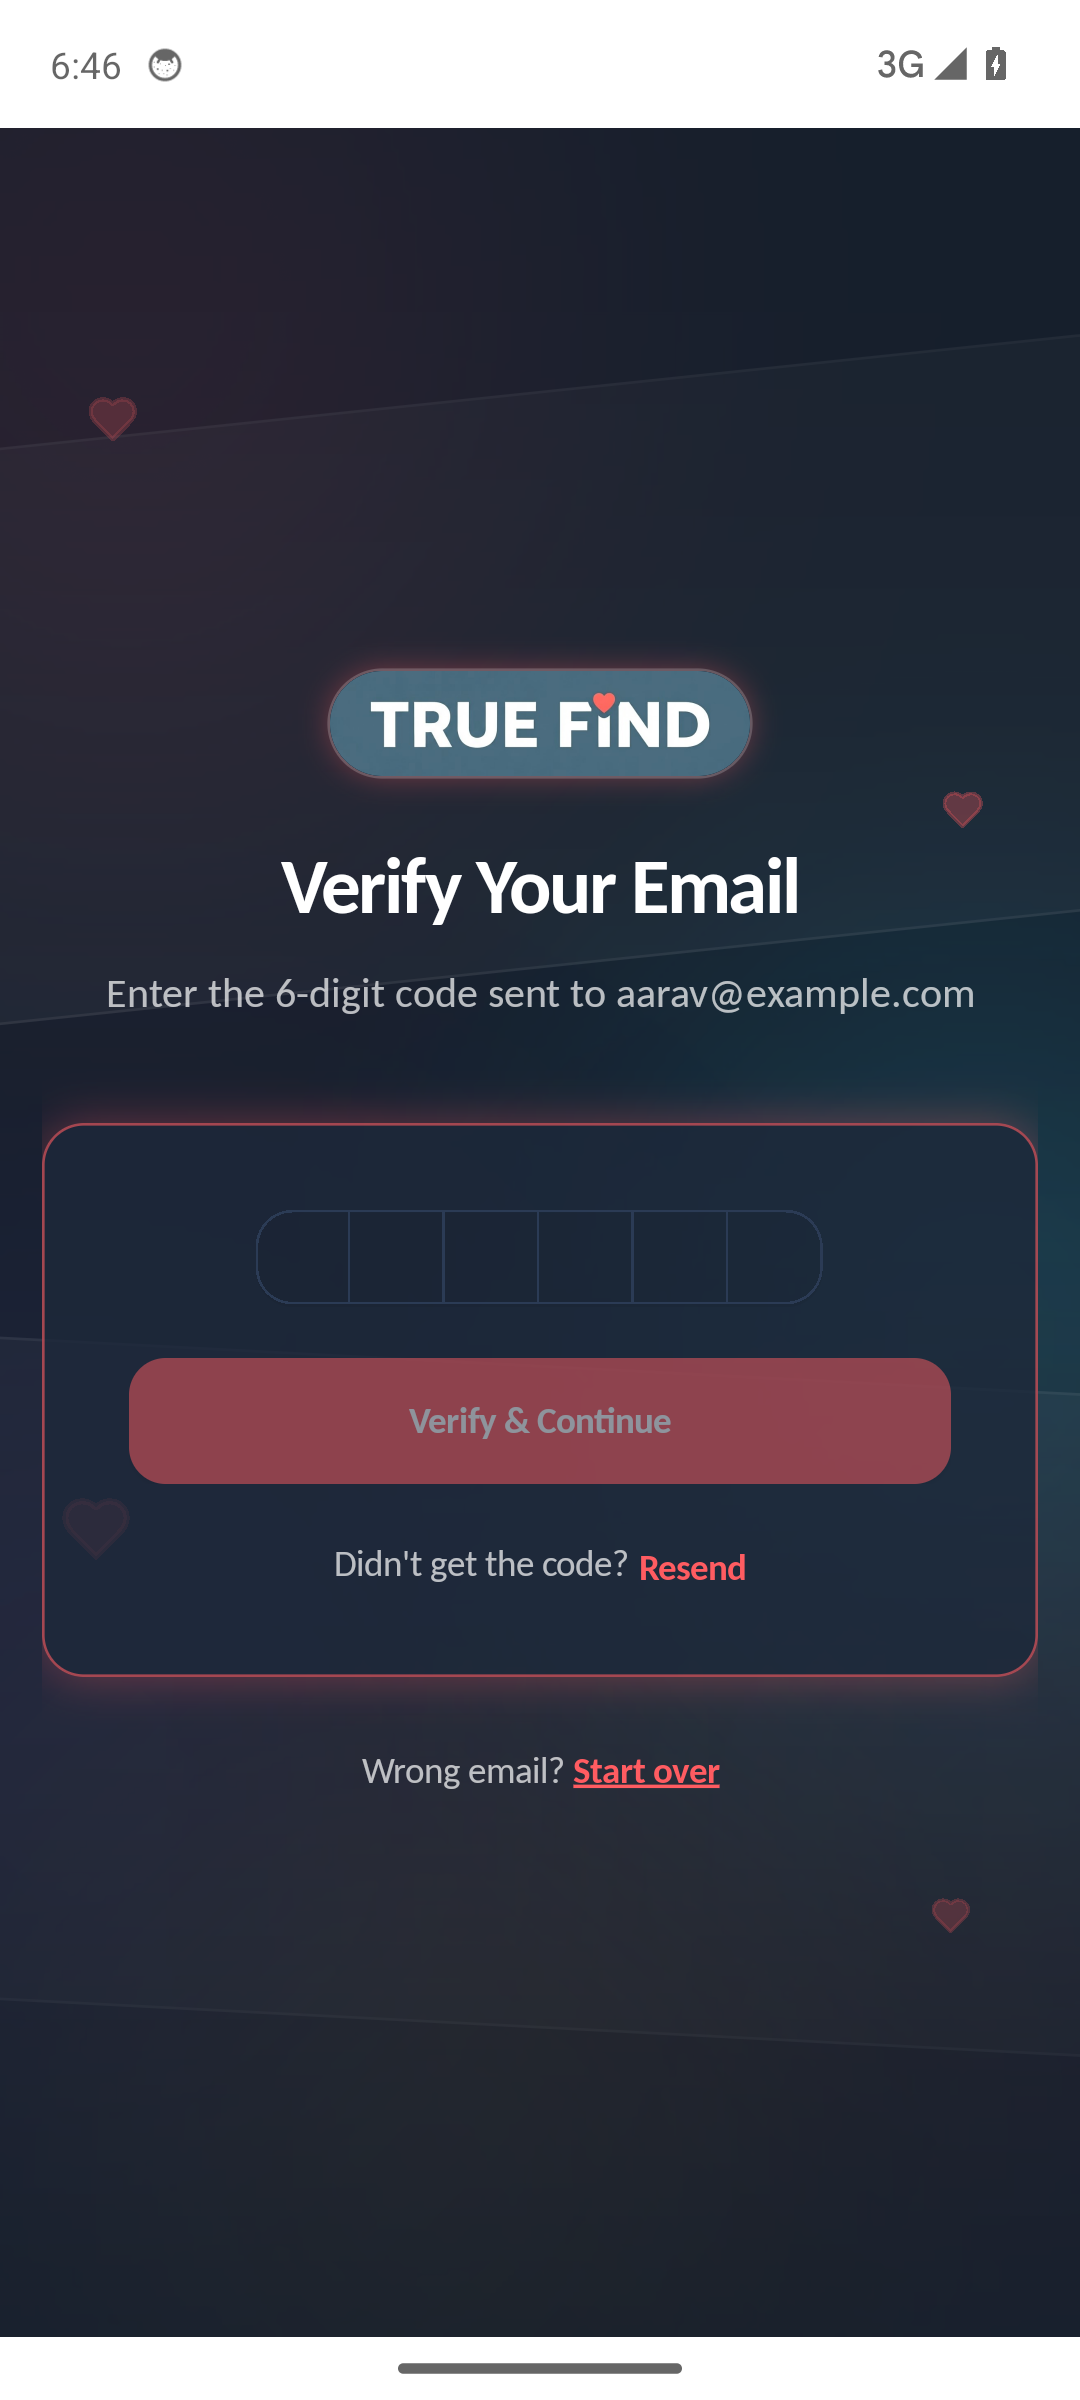 6:46
3G
TRUE FiND
Verify Your Email
Enter the 6-digit code sent to aarav@example.com
Verify & Continue
Didn't get the code? Resend
Wrong email? Start over